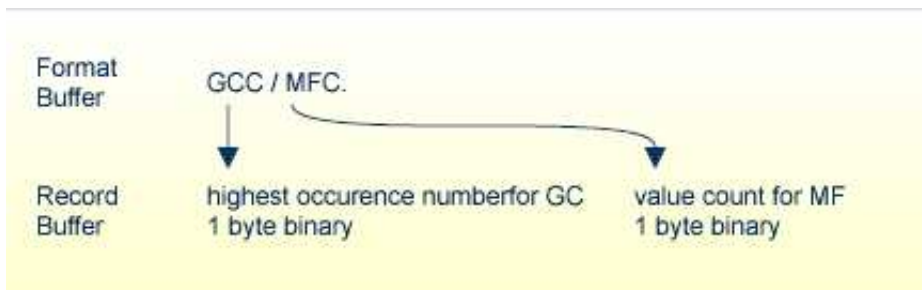 Format
Buffer
GCC / MFC.
Record
Buffer
highest occurence numberfor GC
1 byte binary
value count for MF
1 byte binary